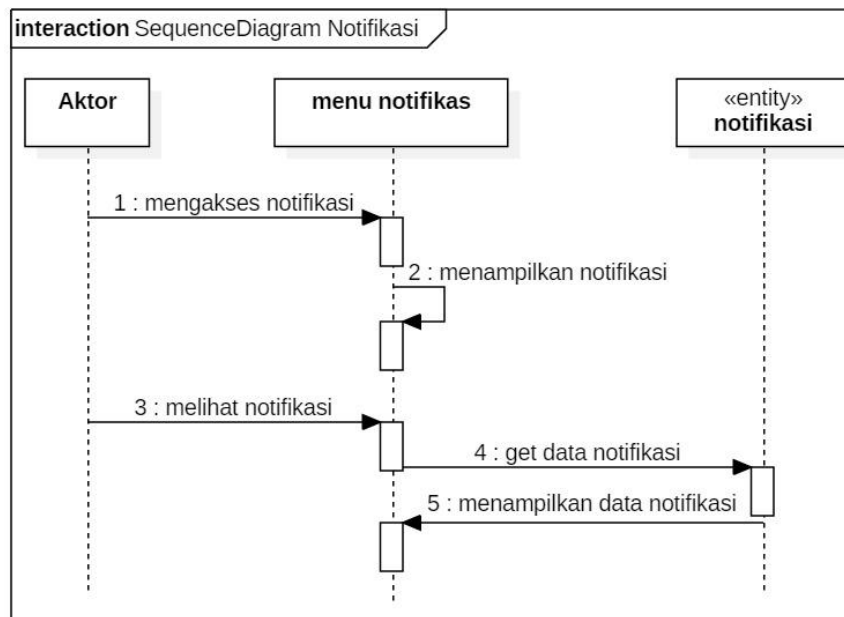 interaction SequenceDiagram Notifikasi
Aktor
menu notifikas
«entity»
notifikasi
1 : mengakses notifikasi
2 : menampilkan notifikasi
3 : melihat notifikasi
4 : get data notifikasi
5 : menampilkan data notifikasi